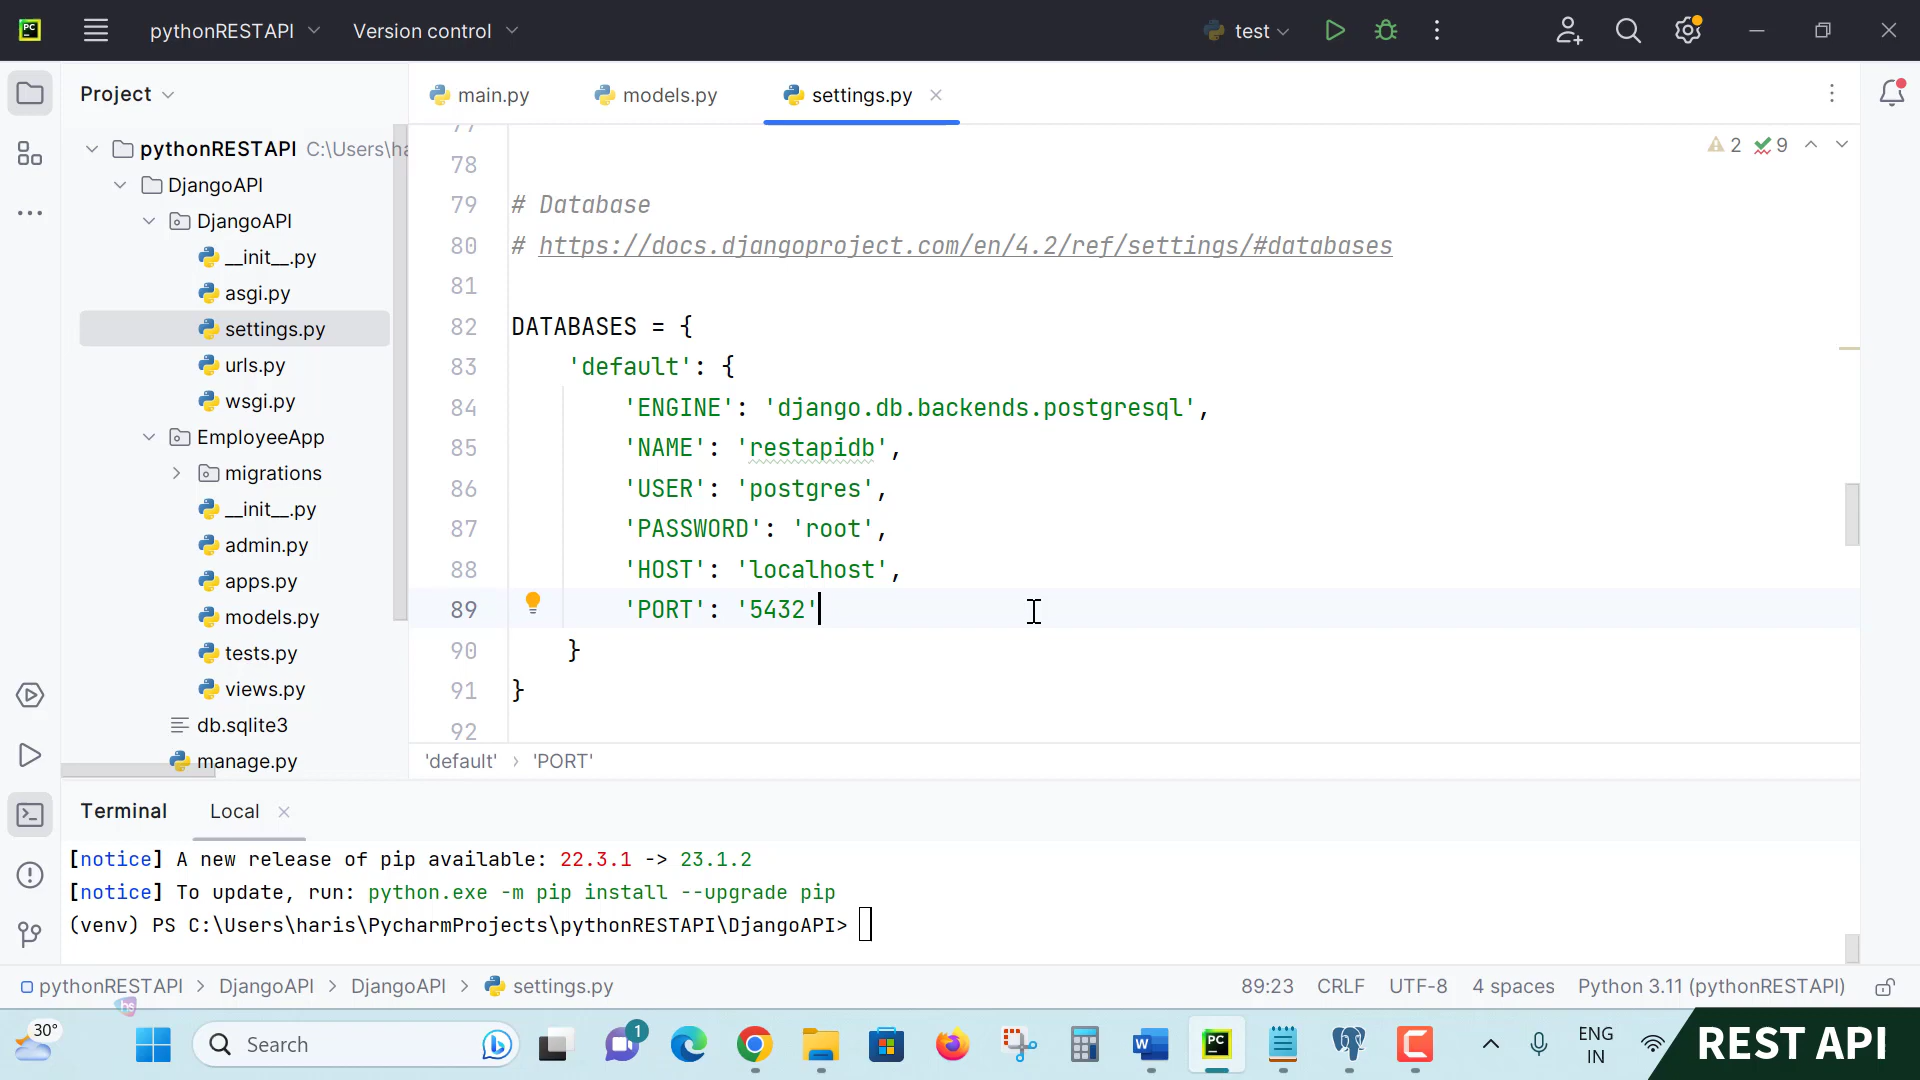 PC pythonRESTAPI Version control test
Project
main.py models.py settings.py
pythonRESTAPI C:\Users\ha
DjangoAPI
DjangoAPI
__init__.py
asgi.py
settings.py
urls.py
wsgi.py
EmployeeApp
migrations
__init__.py
admin.py
apps.py
models.py
tests.py
views.py
db.sqlite3
manage.py
2 9
77
78
79 # Database
80 # https://docs.djangoproject.com/en/4.2/ref/settings/#databases
81
82 DATABASES = {
83 'default': {
84 'ENGINE': 'django.db.backends.postgresql',
85 'NAME': 'restapidb',
86 'USER': 'postgres',
87 'PASSWORD': 'root',
88 'HOST': 'localhost',
89 'PORT': '5432'
90 }
91 }
92
'default' › 'PORT'
Terminal Local
[notice] A new release of pip available: 22.3.1 -> 23.1.2
[notice] To update, run: python.exe -m pip install --upgrade pip
(venv) PS C:\Users\haris\PycharmProjects\pythonRESTAPI\DjangoAPI>
pythonRESTAPI > DjangoAPI > DjangoAPI > settings.py 89:23 CRLF UTF-8 4 spaces Python 3.11 (pythonRESTAPI)
hs
30° Search 1 W PC ENG
IN
REST API